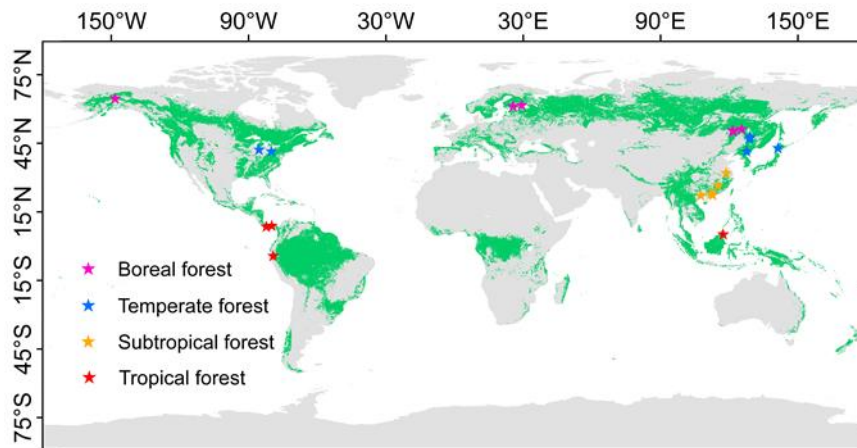 150°W 90°W 30°W 30°E 90°E 150°E
75°N
45°N
15°N
15°S
45°S
75°S
Boreal forest
Temperate forest
Subtropical forest
Tropical forest